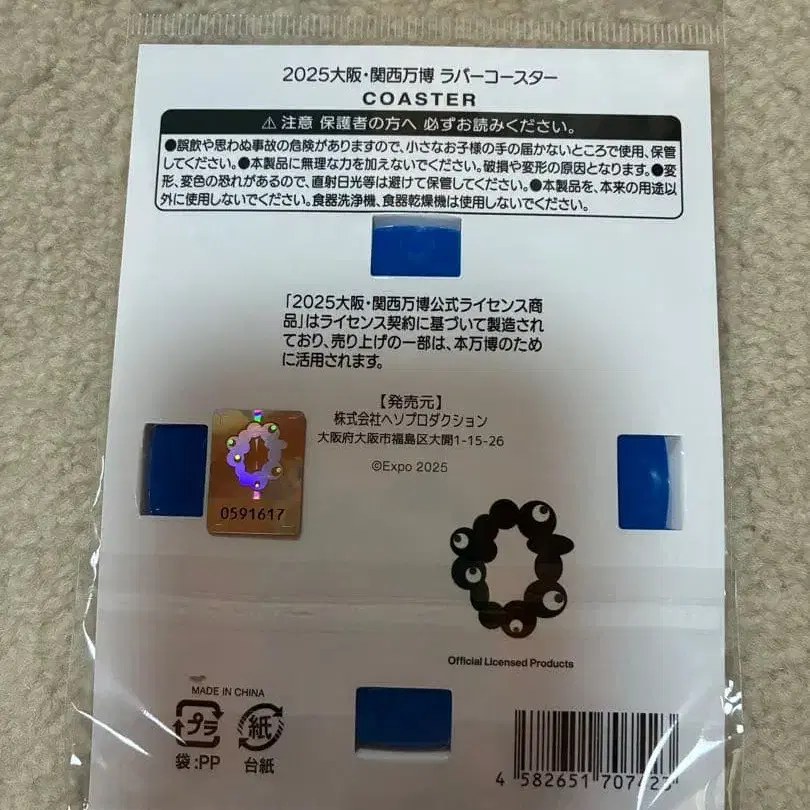 2025大阪・関西万博 ラバーコースター
COASTER
⚠ 注意 保護者の方へ 必ずお読みください。
●誤飲や思わぬ事故の危険がありますので、小さなお子様の手の届かないところで使用、保管
してください。●本製品に無理な力を加えないでください。破損や変形の原因となります。●変
形、変色の恐れがあるので、直射日光等は避けて保管してください。●本製品を、本来の用途以
外に使用しないでください。食器洗浄機、食器乾燥機は使用しないでください。
「2025大阪・関西万博公式ライセンス商
品」はライセンス契約に基づいて製造され
ており、売り上げの一部は、本万博のため
に活用されます。
【発売元】
株式会社ヘソプロダクション
大阪府大阪市福島区大開1-15-26
©Expo 2025
0591617
Official Licensed Products
MADE IN CHINA
プラ
袋:PP
紙
台紙
4 582651 707423